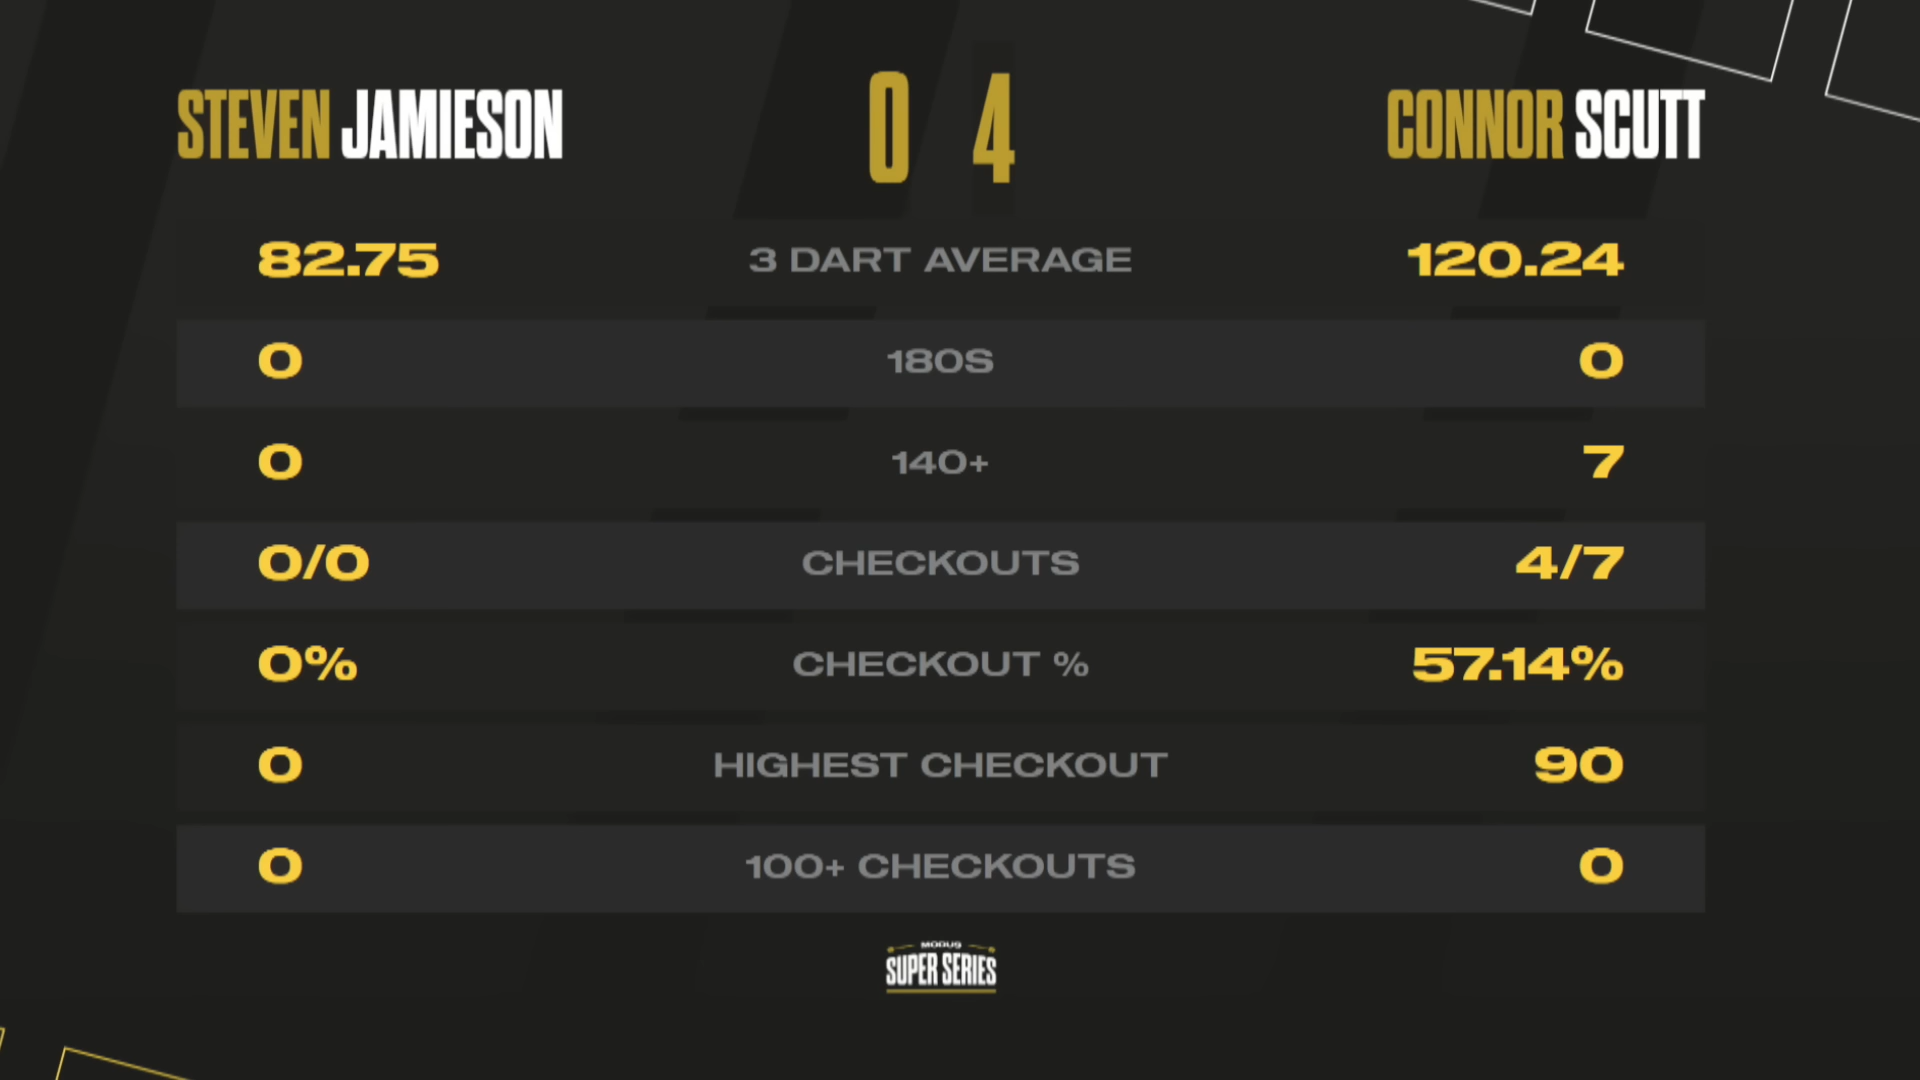 STEVEN JAMIESON 0 4 CONNOR SCUTT
82.75 3 DART AVERAGE 120.24
0 180S 0
0 140+ 7
0/0 CHECKOUTS 4/7
0% CHECKOUT % 57.14%
0 HIGHEST CHECKOUT 90
0 100+ CHECKOUTS 0
MODUS
SUPER SERIES